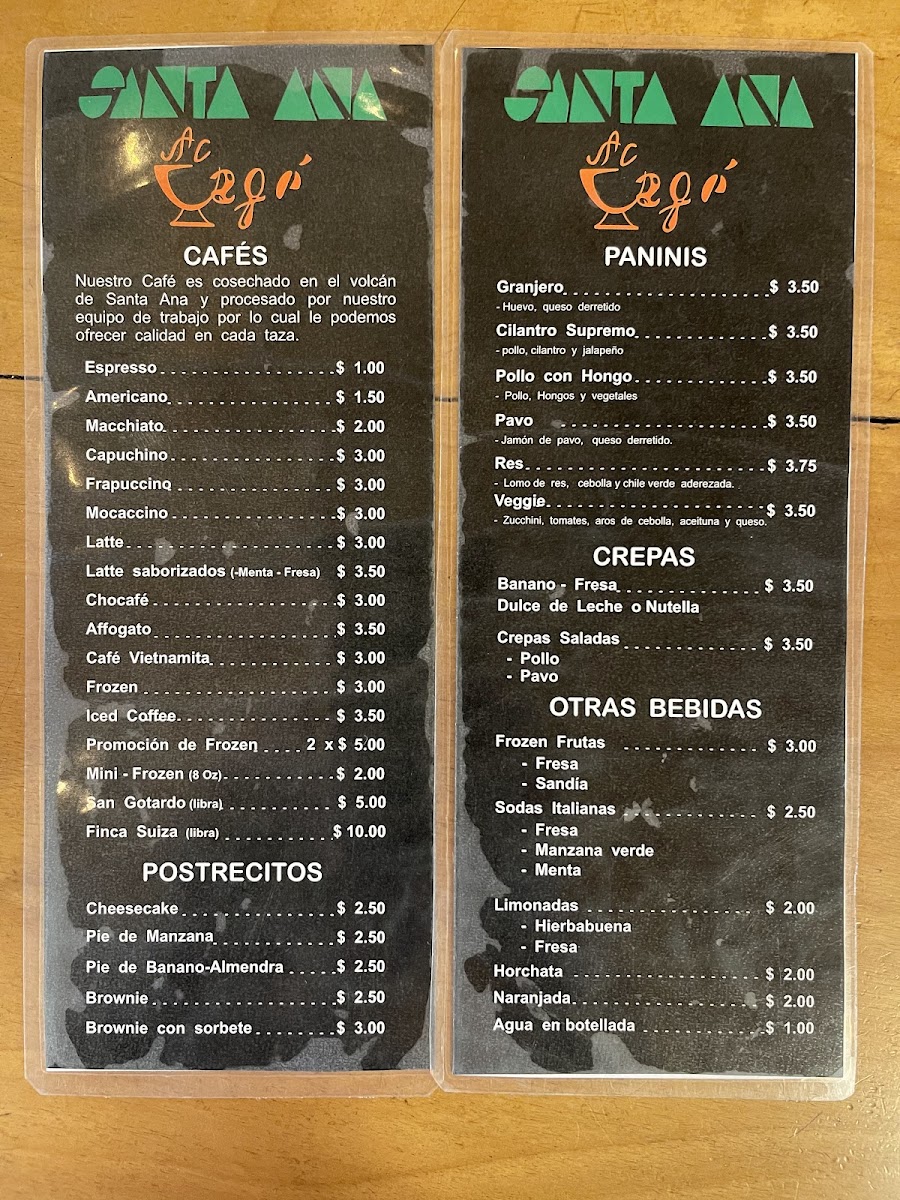 SANTA ANA
AC
Café
CAFÉS
Nuestro Café es cosechado en el volcán
de Santa Ana y procesado por nuestro
equipo de trabajo por lo cual le podemos
ofrecer calidad en cada taza.
Espresso $ 1.00
Americano $ 1.50
Macchiato $ 2.00
Capuchino $ 3.00
Frapuccino $ 3.00
Mocaccino $ 3.00
Latte $ 3.00
Latte saborizados (-Menta - Fresa) $ 3.50
Chocafé $ 3.00
Affogato $ 3.50
Café Vietnamita $ 3.00
Frozen $ 3.00
Iced Coffee $ 3.50
Promoción de Frozen 2 x $ 5.00
Mini - Frozen (8 Oz) $ 2.00
San Gotardo (libra) $ 5.00
Finca Suiza (libra) $ 10.00
POSTRECITOS
Cheesecake $ 2.50
Pie de Manzana $ 2.50
Pie de Banano-Almendra $ 2.50
Brownie $ 2.50
Brownie con sorbete $ 3.00
SANTA ANA
AC
Café
PANINIS
Granjero $ 3.50
- Huevo, queso derretido
Cilantro Supremo $ 3.50
- pollo, cilantro y jalapeño
Pollo con Hongo $ 3.50
- Pollo, Hongos y vegetales
Pavo $ 3.50
- Jamón de pavo, queso derretido.
Res $ 3.75
- Lomo de res, cebolla y chile verde aderezada.
Veggie $ 3.50
- Zucchini, tomates, aros de cebolla, aceituna y queso.
CREPAS
Banano - Fresa $ 3.50
Dulce de Leche o Nutella
Crepas Saladas $ 3.50
- Pollo
- Pavo
OTRAS BEBIDAS
Frozen Frutas $ 3.00
- Fresa
- Sandía
Sodas Italianas $ 2.50
- Fresa
- Manzana verde
- Menta
Limonadas $ 2.00
- Hierbabuena
- Fresa
Horchata $ 2.00
Naranjada $ 2.00
Agua en botellada $ 1.00